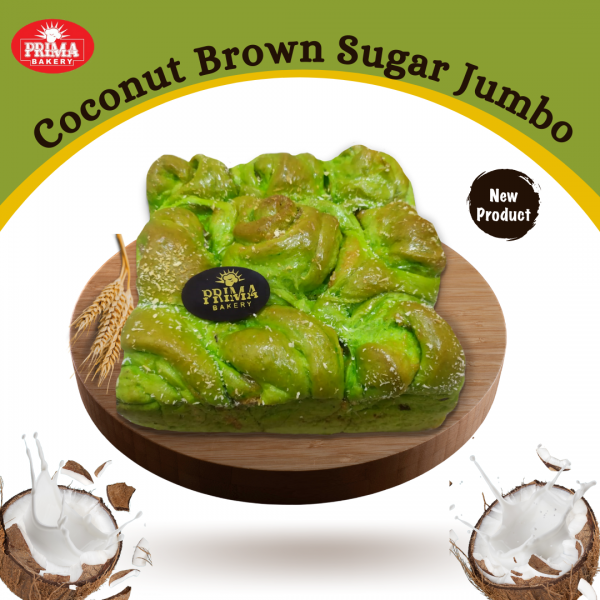 PRIMA
BAKERY
Coconut Brown Sugar Jumbo
New
Product
PRIMA
BAKERY